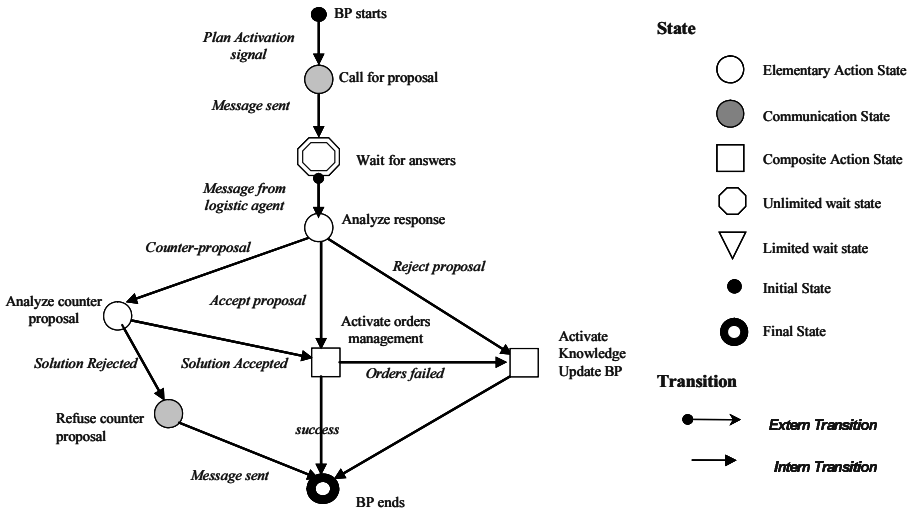 BP starts
Plan Activation
signal
Call for proposal
Message sent
Wait for answers
Message from
logistic agent
Analyze response
Counter-proposal
Reject proposal
Accept proposal
Analyze counter
proposal
Activate orders
management
Activate
Knowledge
Update BP
Solution Rejected
Solution Accepted
Orders failed
Refuse counter
proposal
success
Message sent
BP ends
State
Elementary Action State
Communication State
Composite Action State
Unlimited wait state
Limited wait state
Initial State
Final State
Transition
Extern Transition
Intern Transition